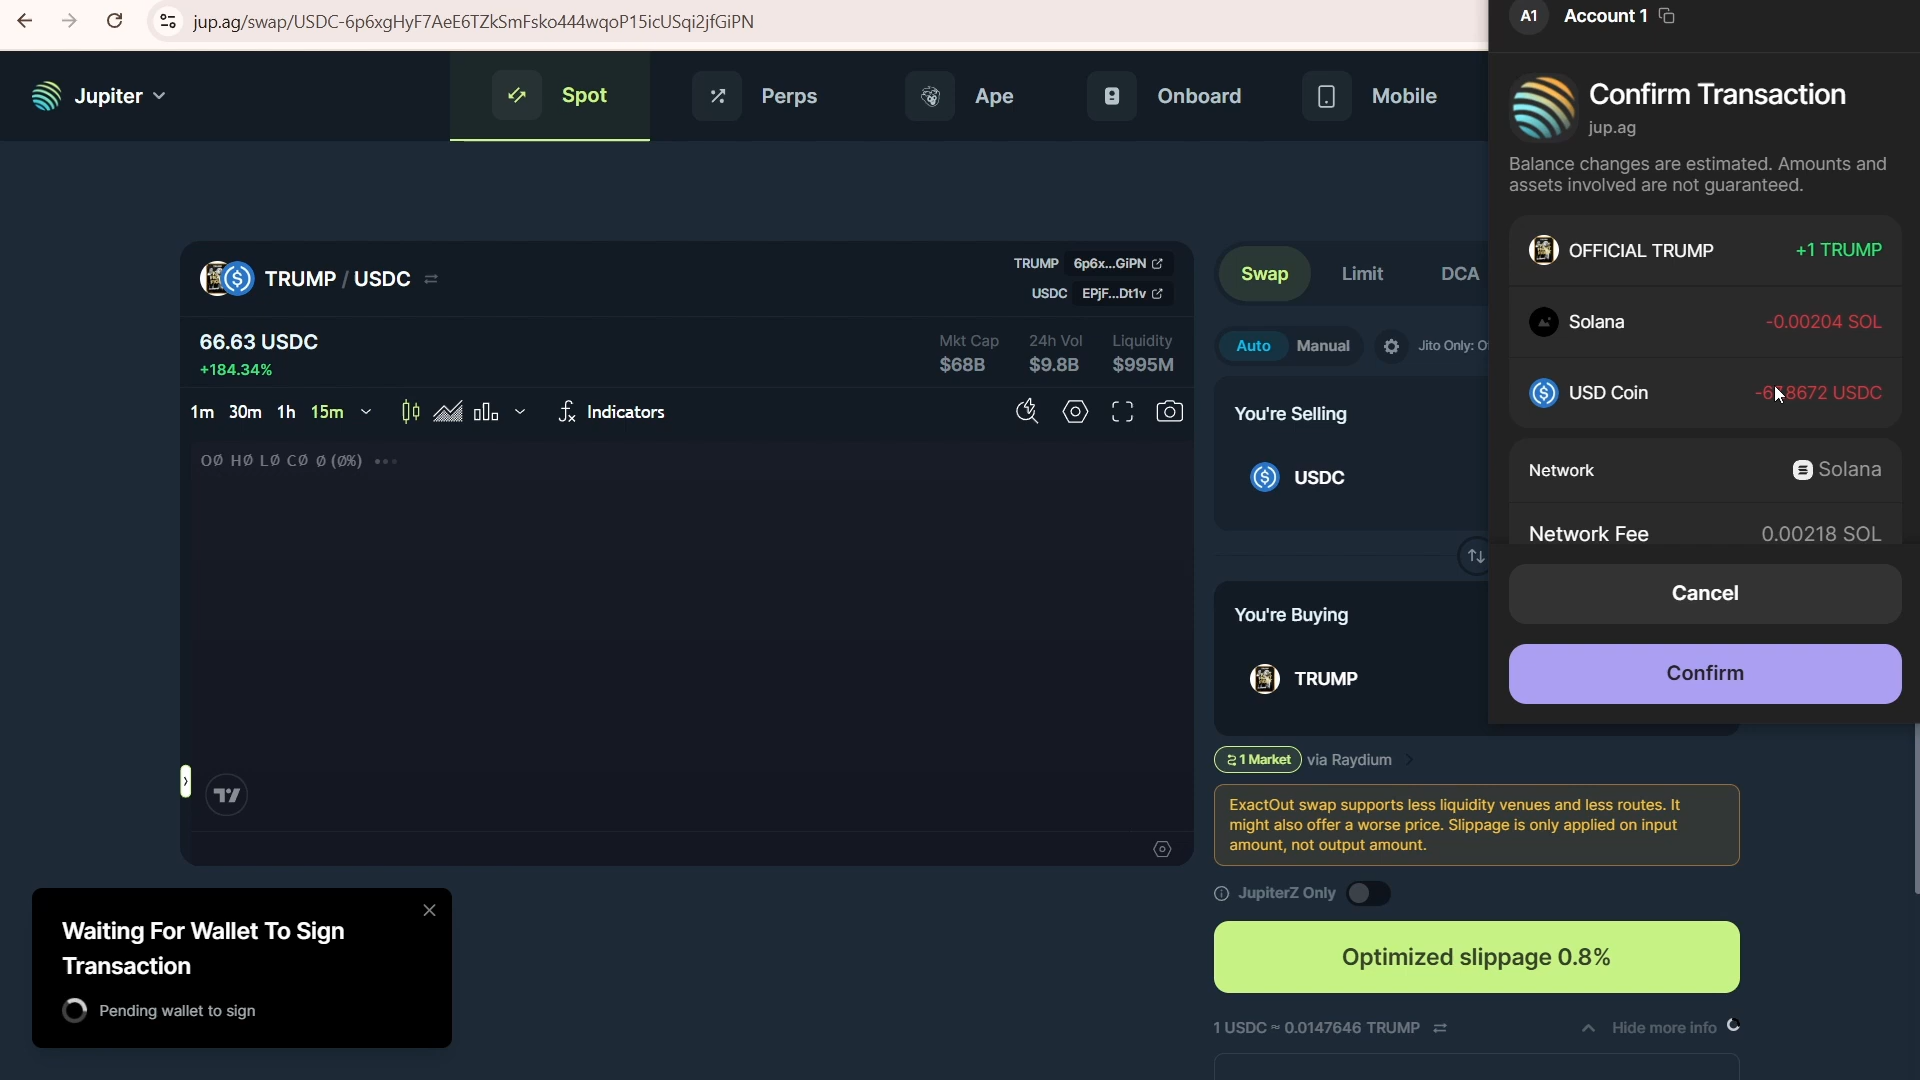 jup.ag/swap/USDC-6p6xgHyF7AeE6TZkSmFsko444wqoP15icUSqi2jfGiPN
A1 Account 1
Jupiter
Spot
Perps
Ape
Onboard
Mobile
Confirm Transaction
jup.ag
Balance changes are estimated. Amounts and
assets involved are not guaranteed.
OFFICIAL TRUMP +1 TRUMP
Solana -0.00204 SOL
USD Coin USDC
Network Solana
Network Fee 0.00218 SOL
Cancel
Confirm
TRUMP / USDC
TRUMP 6p6x...GiPN
USDC EPjF...Dt1v
66.63 USDC
+184.34%
Mkt Cap 24h Vol Liquidity
$68B $9.8B $995M
1m 30m 1h 15m Indicators
O∅ H∅ L∅ C∅ ∅ (∅%)
Swap Limit DCA
Auto Manual Jito Only:
You're Selling
USDC
You're Buying
TRUMP
1 Market via Raydium
ExactOut swap supports less liquidity venues and less routes. It
might also offer a worse price. Slippage is only applied on input
amount, not output amount.
JupiterZ Only
Optimized slippage 0.8%
1 USDC ≈ 0.0147646 TRUMP Hide more info
Waiting For Wallet To Sign
Transaction
Pending wallet to sign